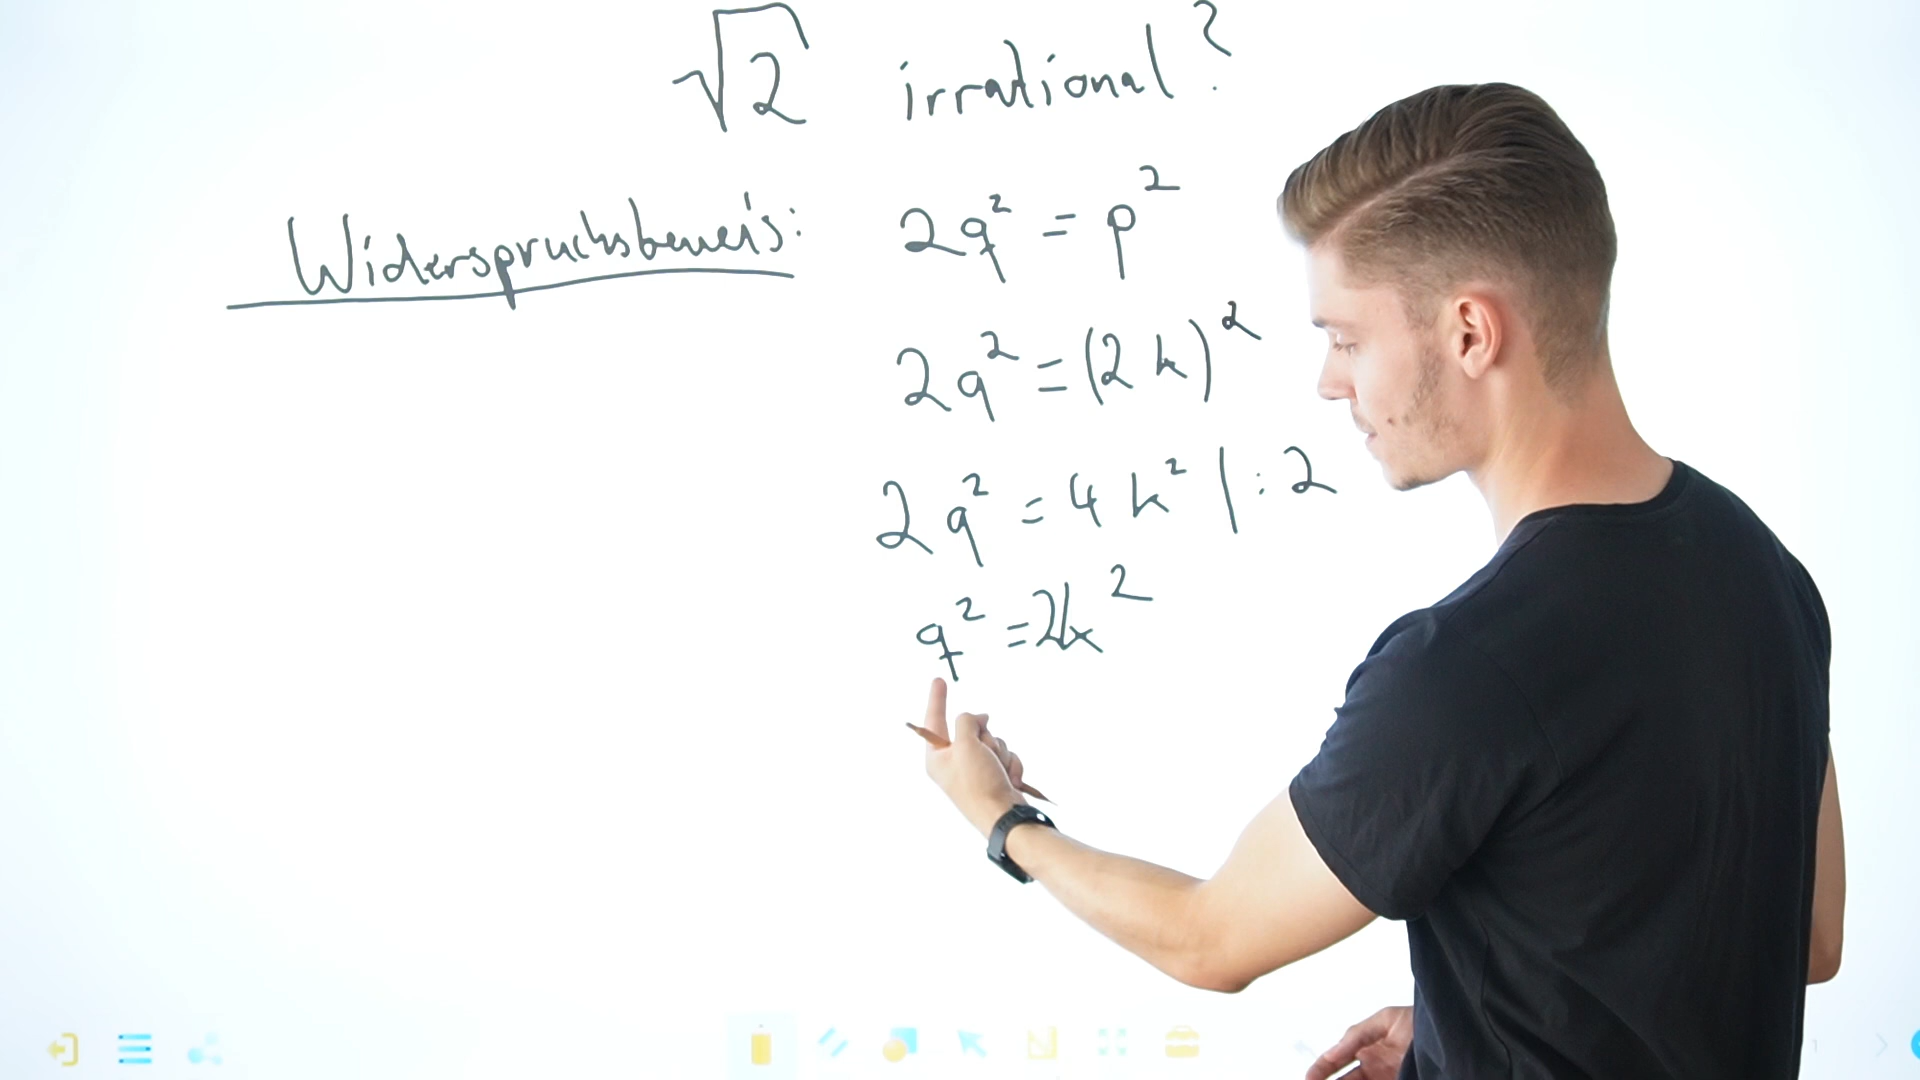 √2 irrational?
Widerspruchsbeweis: 2q² = p²
2q² = (2k)²
2q² = 4k² | : 2
q² = 2k²